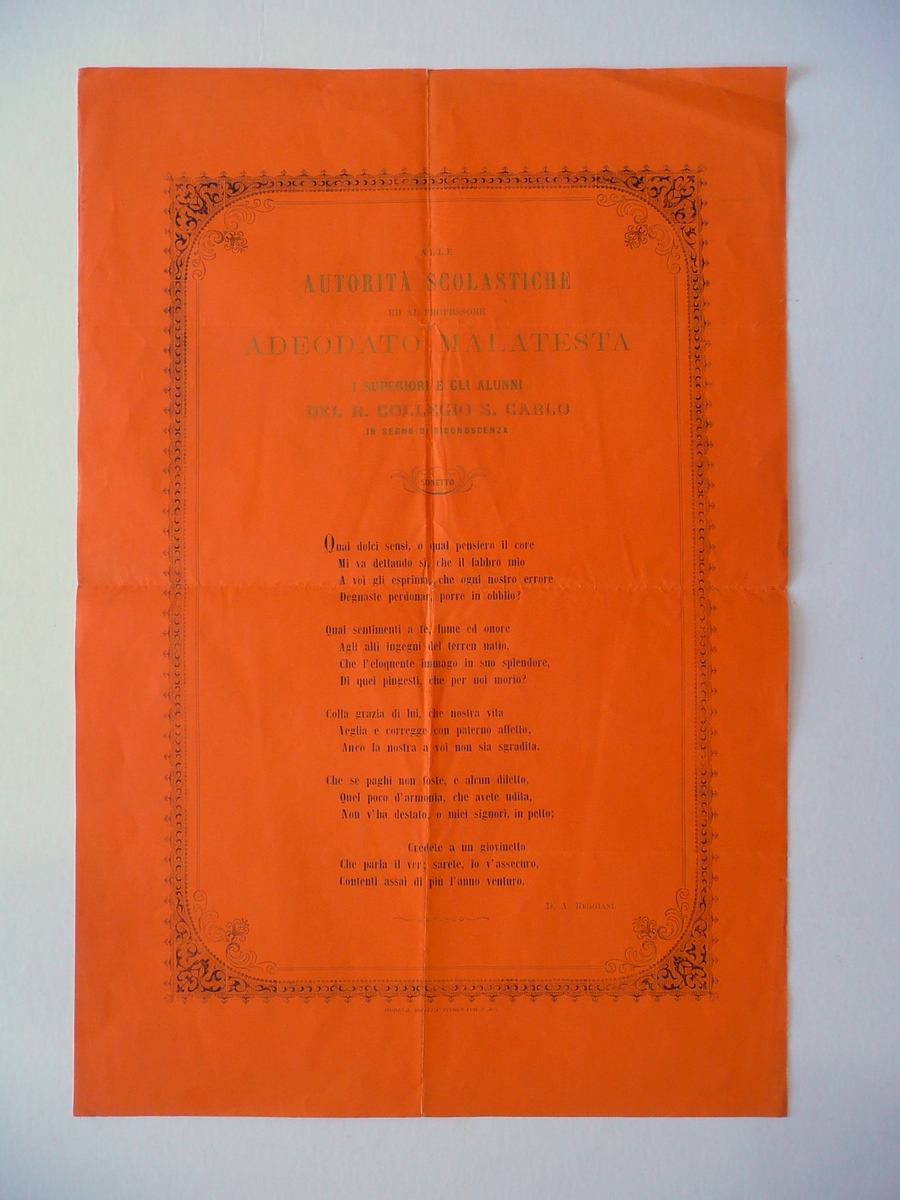 ALLE
AUTORITÀ SCOLASTICHE
ED AL PROFESSORE
ADEODATO MALATESTA
I SUPERIORI E GLI ALUNNI
DEL R. COLLEGIO S. CARLO
IN SEGNO DI RICONOSCENZA
SONETTO
Quai dolci sensi, o qual pensiero il core
Mi va dettando sì, che il labbro mio
A voi gli esprima, che ogni nostro errore
Degnaste perdonar, porre in obblio?
Quai sentimenti a te, lume ed onore
Agli alti ingegni del terren natio,
Che l'eloquente immago in suo splendore,
Di quei pingesti, che per noi morio?
Colla grazia di lui, che nostra vita
Veglia e corregge con paterno affetto,
Anco la nostra a voi non sia sgradita.
Che se paghi non foste, e alcun diletto,
Quel poco d'armonia, che avete udita,
Non v'ha destato, o miei signori, in petto;
Credete a un giovinetto
Che parla il ver; sarete, io v'assecuro,
Contenti assai di più l'anno venturo.
D. A. REGGIANI
MODENA,